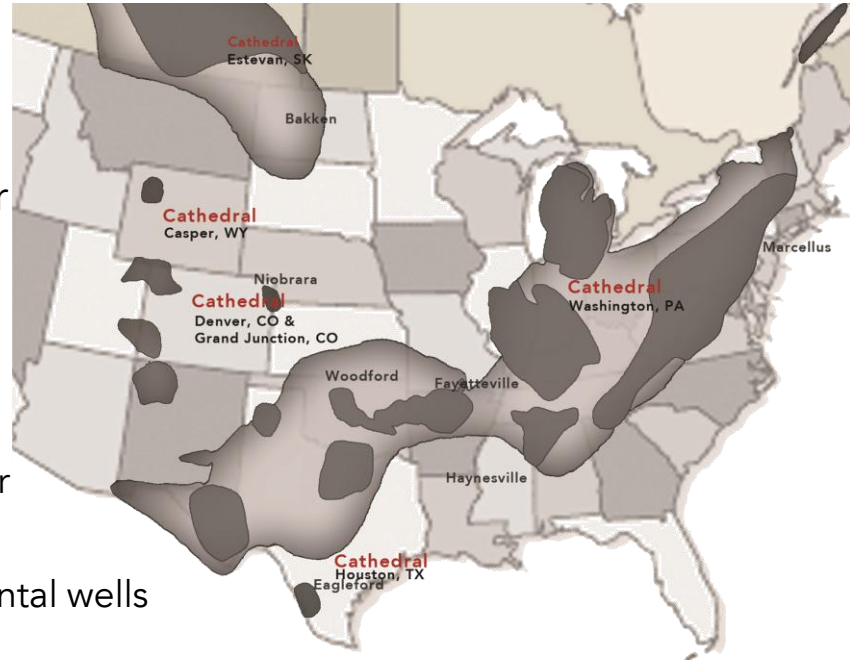 Cathedral
Estevan, SK
Bakken
r
Cathedral
Casper, WY
Marcellus
Niobrara
Cathedral
Denver, CO &
Grand Junction, CO
Cathedral
Washington, PA
Woodford
Fayetteville
r
Haynesville
Cathedral
Houston, TX
Eagleford
ntal wells